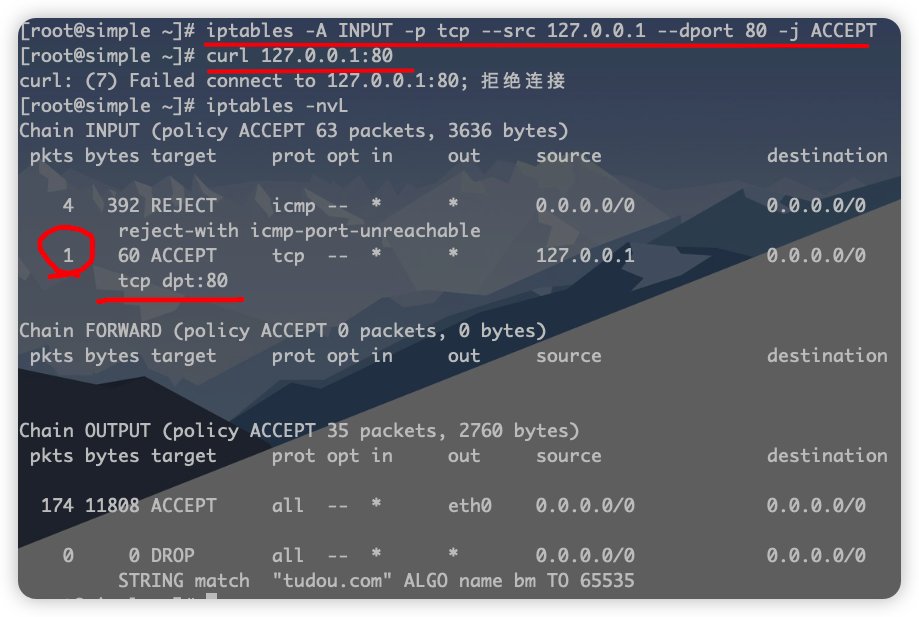 [root@simple ~]# iptables -A INPUT -p tcp --src 127.0.0.1 --dport 80 -j ACCEPT
[root@simple ~]# curl 127.0.0.1:80
curl: (7) Failed connect to 127.0.0.1:80; 拒绝连接
[root@simple ~]# iptables -nvL
Chain INPUT (policy ACCEPT 63 packets, 3636 bytes)
pkts bytes target prot opt in out source destination
4 392 REJECT icmp -- * * 0.0.0.0/0 0.0.0.0/0
reject-with icmp-port-unreachable
1 60 ACCEPT tcp -- * * 127.0.0.1 0.0.0.0/0
tcp dpt:80
Chain FORWARD (policy ACCEPT 0 packets, 0 bytes)
pkts bytes target prot opt in out source destination
Chain OUTPUT (policy ACCEPT 35 packets, 2760 bytes)
pkts bytes target prot opt in out source destination
174 11808 ACCEPT all -- * eth0 0.0.0.0/0 0.0.0.0/0
0 0 DROP all -- * * 0.0.0.0/0 0.0.0.0/0
STRING match "tudou.com" ALGO name bm TO 65535